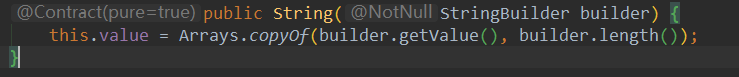 @Contract(pure=true) public String( @NotNull StringBuilder builder) {
this.value = Arrays.copyOf(builder.getValue(), builder.length());
}